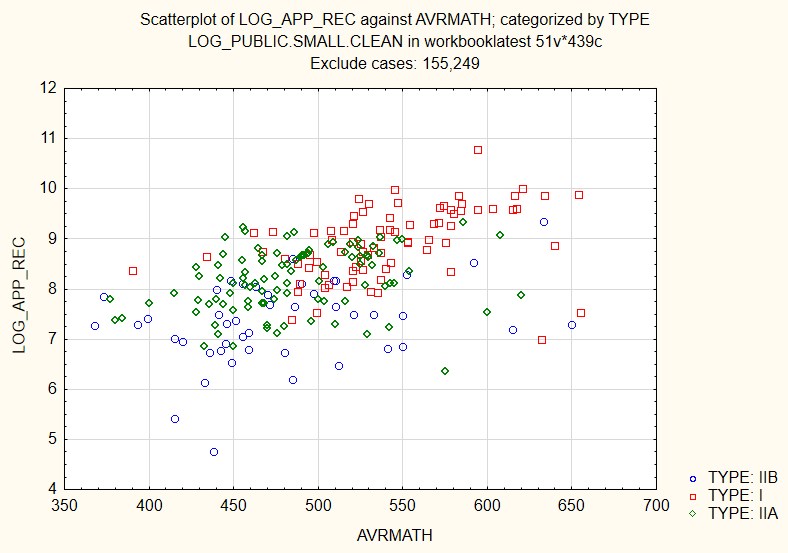 Scatterplot of LOG_APP_REC against AVRMATH; categorized by TYPE
LOG_PUBLIC.SMALL.CLEAN in workbooklatest 51v*439c
Exclude cases: 155,249
12
11
10
9
8
7
6
5
4
LOG_APP_REC
350 400 450 500 550 600 650 700
AVRMATH
TYPE: IIB
TYPE: I
TYPE: IIA